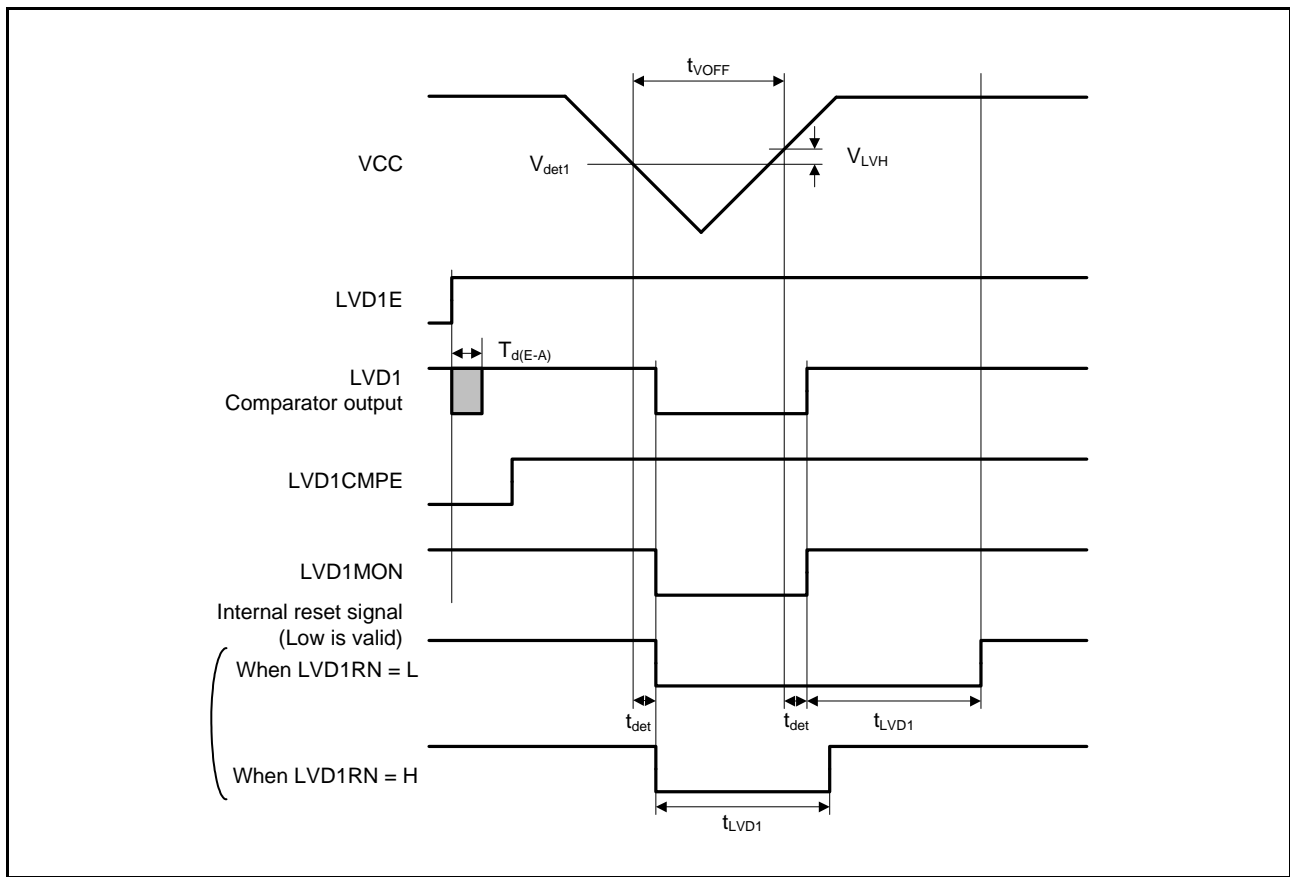 tVOFF
VCC
Vdet1
VLVH
LVD1E
Td(E-A)
LVD1
Comparator output
LVD1CMPE
LVD1MON
Internal reset signal
(Low is valid)
When LVD1RN = L
tdet
tdet
tLVD1
When LVD1RN = H
tLVD1